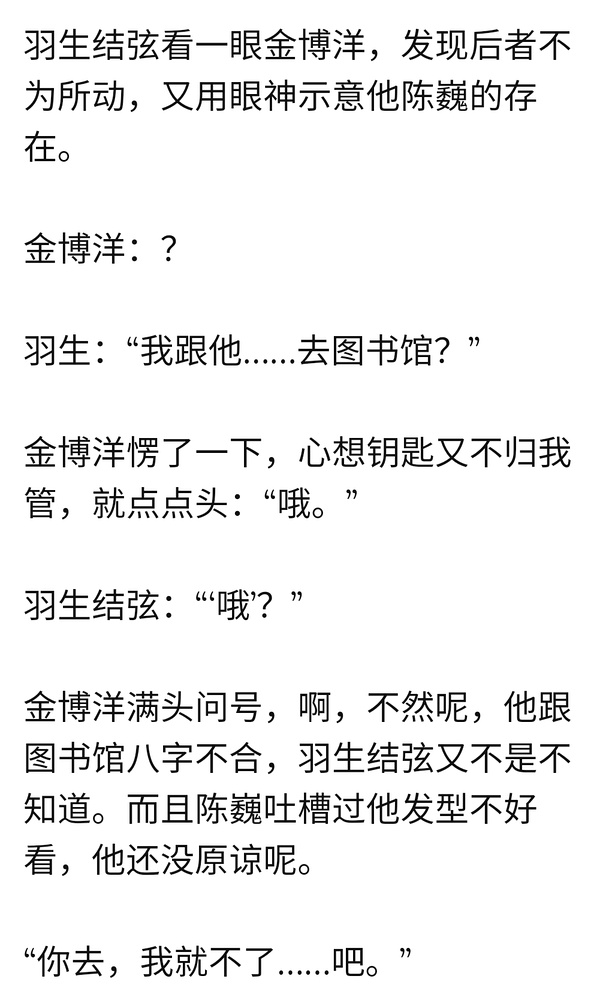 羽生结弦看一眼金博洋，发现后者不
为所动，又用眼神示意他陈巍的存
在。
金博洋：？
羽生：“我跟他......去图书馆？”
金博洋愣了一下，心想钥匙又不归我
管，就点点头：“哦。”
羽生结弦：“‘哦’？”
金博洋满头问号，啊，不然呢，他跟
图书馆八字不合，羽生结弦又不是不
知道。而且陈巍吐槽过他发型不好
看，他还没原谅呢。
“你去，我就不了......吧。”